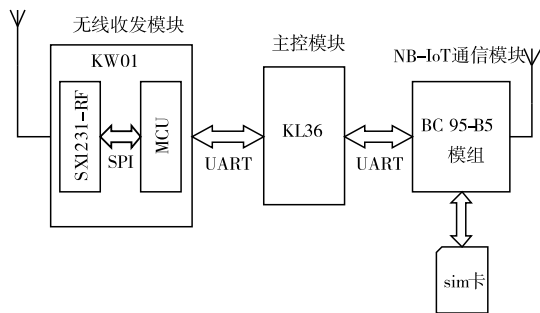 无线收发模块
主控模块
NB-IoT通信模块
KW01
SX1231-RF
SPI
MCU
UART
KL36
UART
BC 95-B5
模组
sim卡